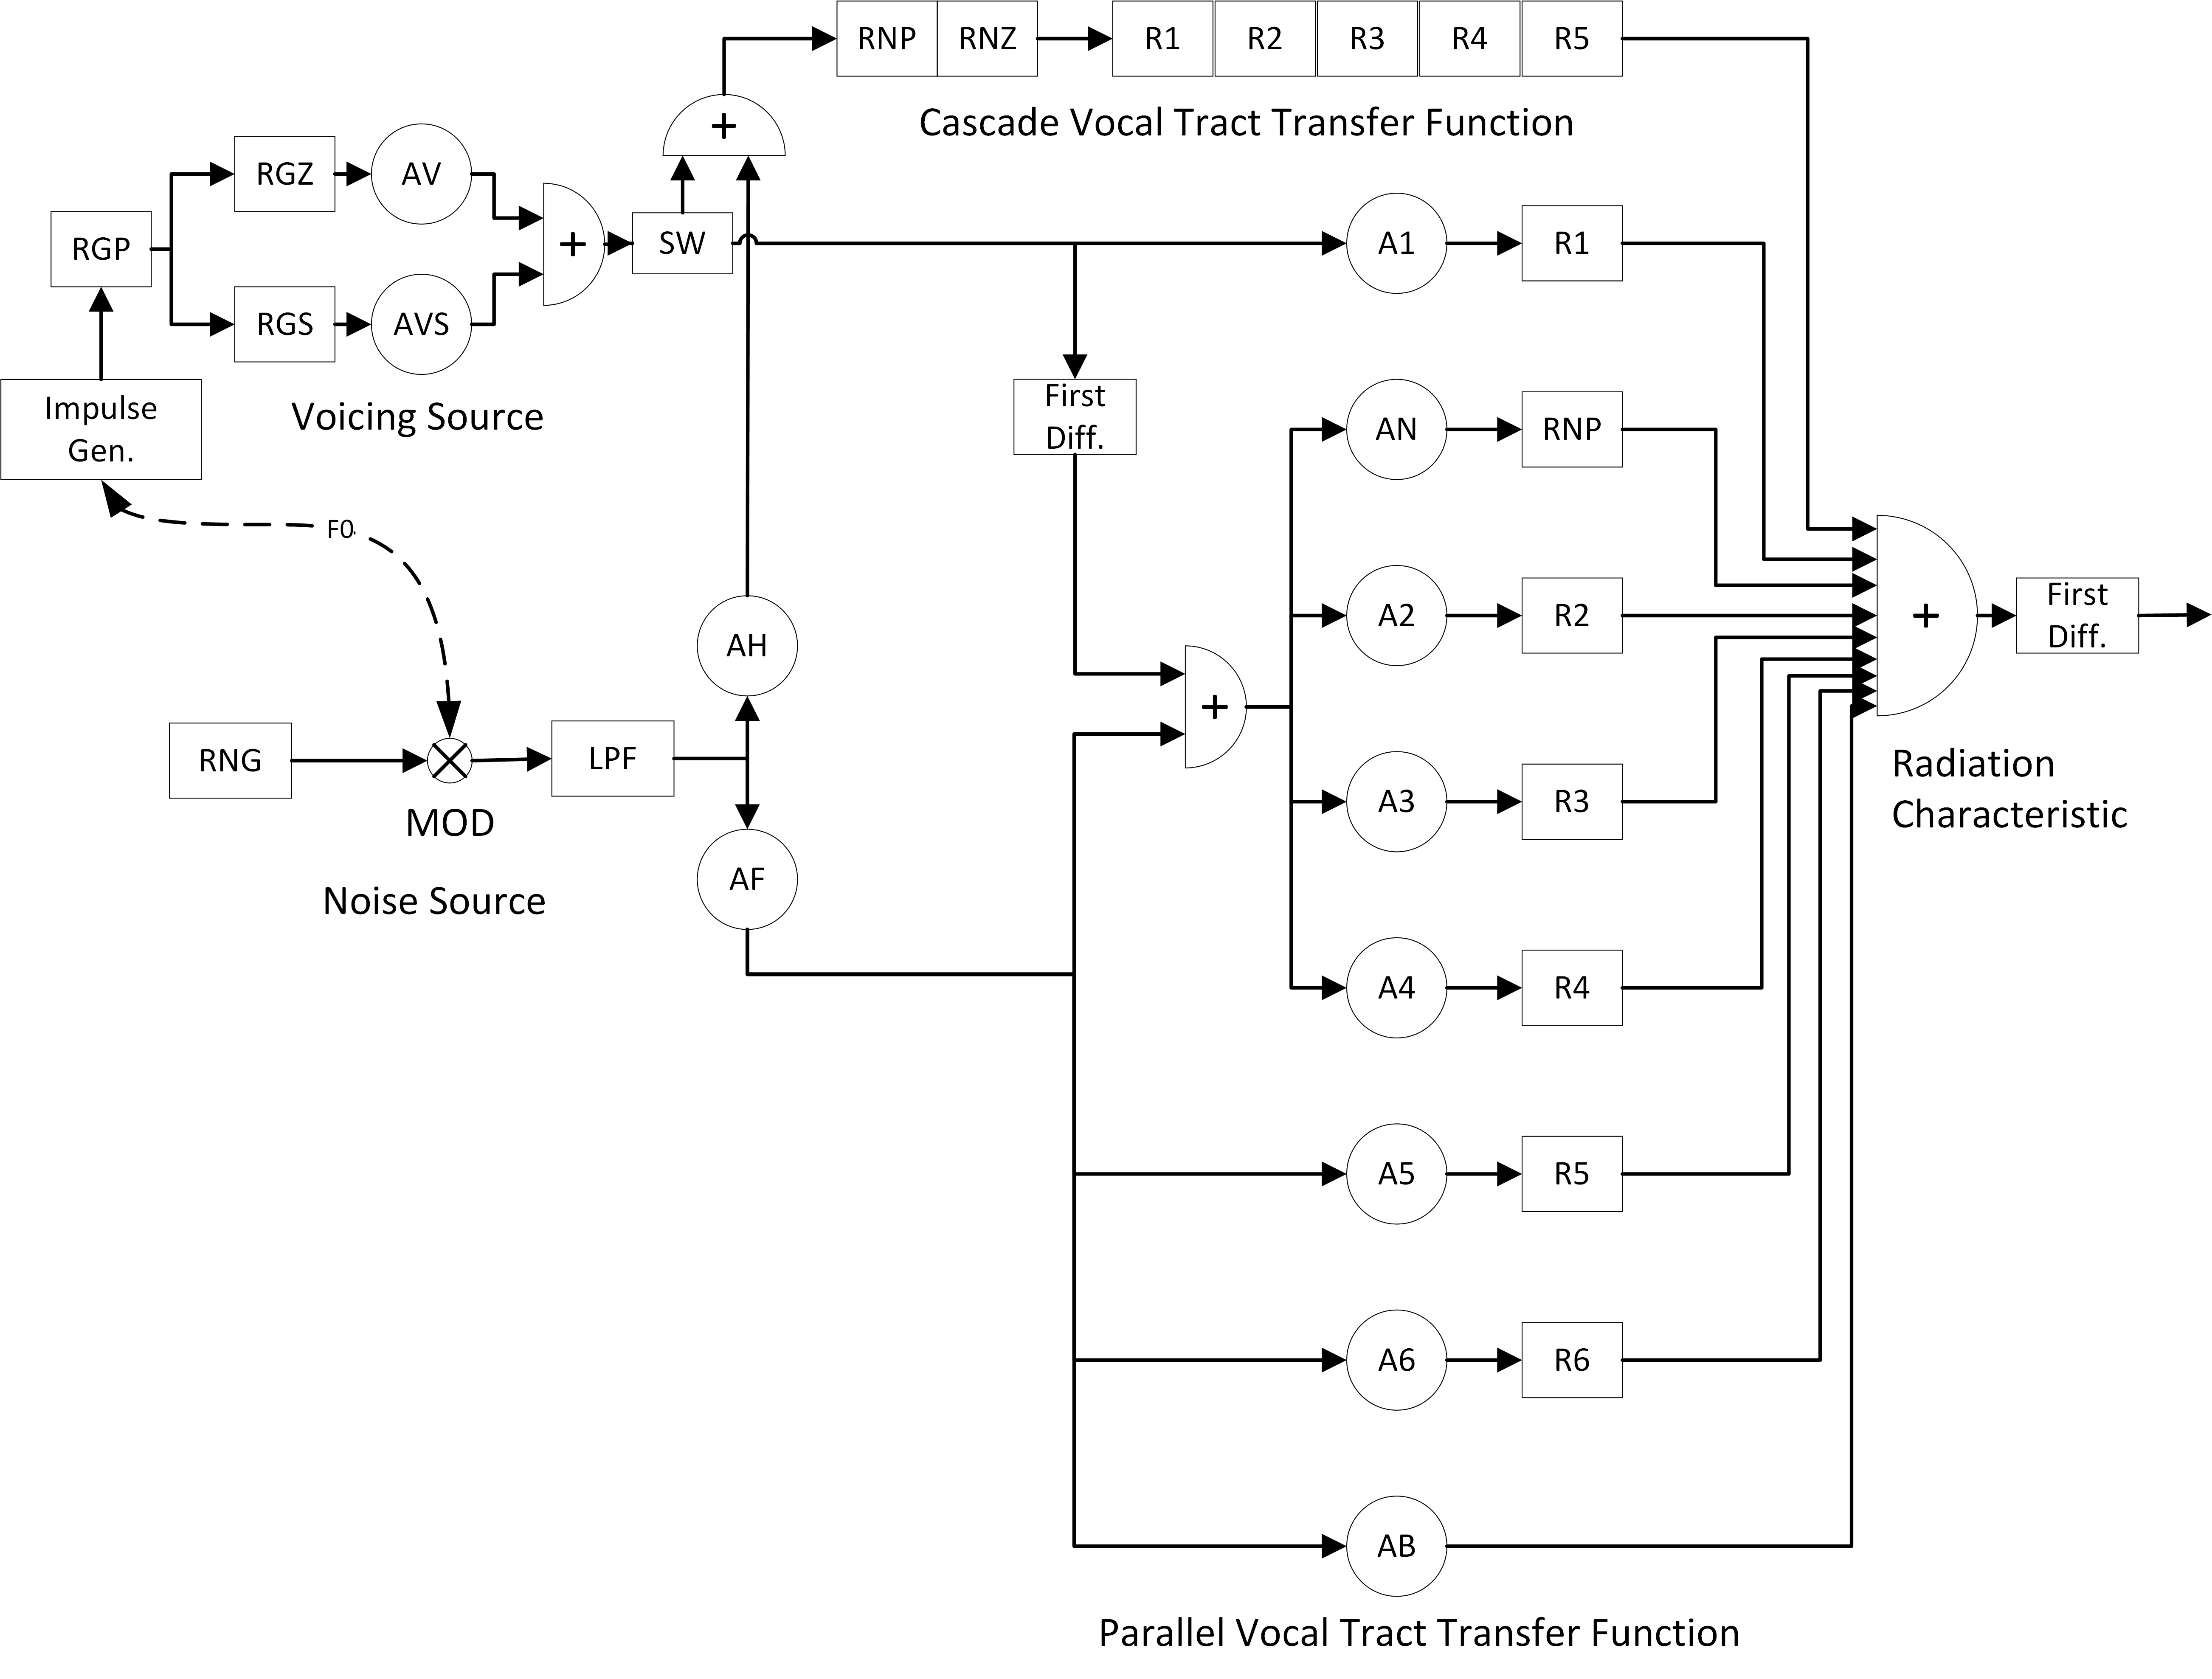 RNP RNZ R1 R2 R3 R4 R5
Cascade Vocal Tract Transfer Function
+
RGZ AV
RGP
RGS AVS
+
SW
A1 R1
Impulse
Gen.
Voicing Source
First
Diff.
AN RNP
F0
A2 R2
+
First
Diff.
AH
+
RNG
LPF
MOD
Noise Source
AF
A3 R3
Radiation
Characteristic
A4 R4
A5 R5
A6 R6
AB
Parallel Vocal Tract Transfer Function